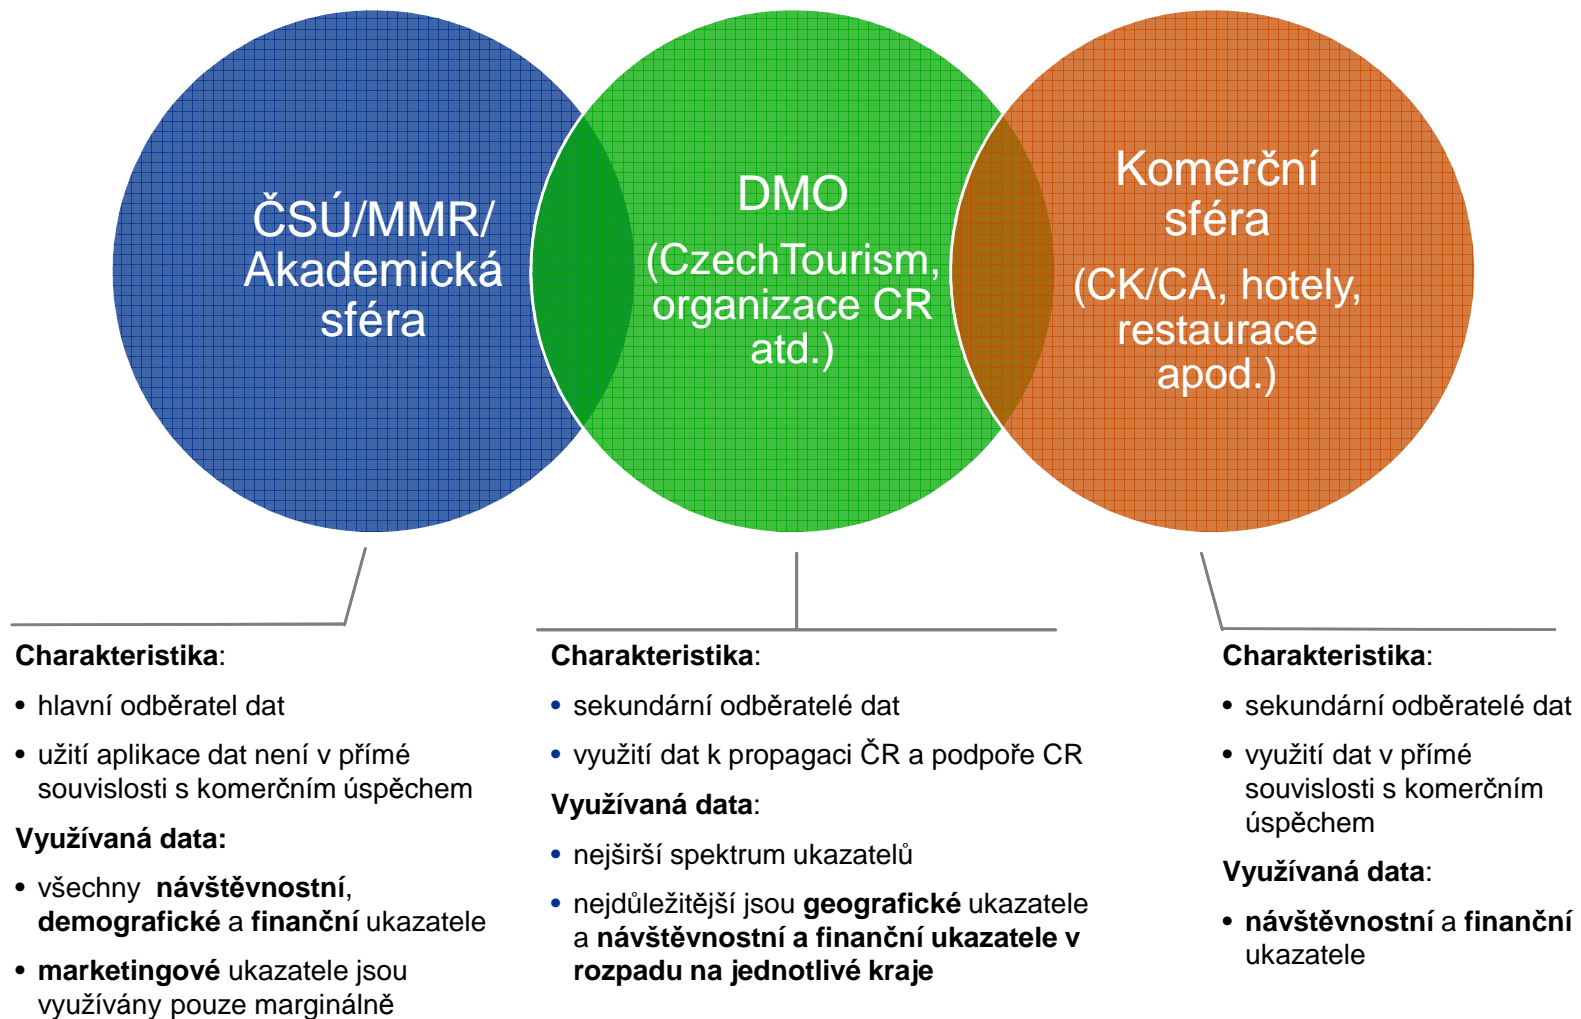 ČSÚ/MMR/
Akademická
sféra
DMO
(CzechTourism,
organizace CR
atd.)
Komerční
sféra
(CK/CA, hotely,
restaurace
apod.)
Charakteristika:
• hlavní odběratel dat
• užití aplikace dat není v přímé
souvislosti s komerčním úspěchem
Využívaná data:
• všechny návštěvnostní,
demografické a finanční ukazatele
• marketingové ukazatele jsou
využívány pouze marginálně
Charakteristika:
• sekundární odběratelé dat
• využití dat k propagaci ČR a podpoře CR
Využívaná data:
• nejširší spektrum ukazatelů
• nejdůležitější jsou geografické ukazatele
a návštěvnostní a finanční ukazatele v
rozpadu na jednotlivé kraje
Charakteristika:
• sekundární odběratelé dat
• využití dat v přímé
souvislosti s komerčním
úspěchem
Využívaná data:
• návštěvnostní a finanční
ukazatele